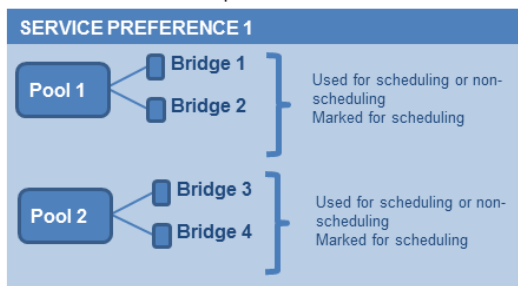 SERVICE PREFERENCE 1
Pool 1
Bridge 1
Bridge 2
Used for scheduling or non-
scheduling
Marked for scheduling
Pool 2
Bridge 3
Bridge 4
Used for scheduling or non-
scheduling
Marked for scheduling